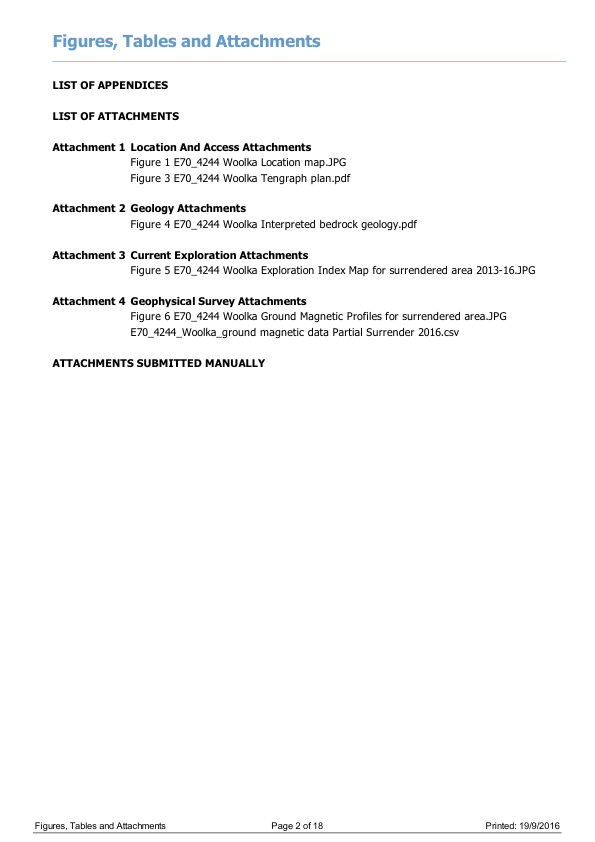 Figures, Tables and Attachments
LIST OF APPENDICES
LIST OF ATTACHMENTS
Attachment 1 Location And Access Attachments
Figure 1 E70_4244 Woolka Location map.JPG
Figure 3 E70_4244 Woolka Tengraph plan.pdf
Attachment 2 Geology Attachments
Figure 4 E70_4244 Woolka Interpreted bedrock geology.pdf
Attachment 3 Current Exploration Attachments
Figure 5 E70_4244 Woolka Exploration Index Map for surrendered area 2013-16.JPG
Attachment 4 Geophysical Survey Attachments
Figure 6 E70_4244 Woolka Ground Magnetic Profiles for surrendered area.JPG
E70_4244_Woolka_ground magnetic data Partial Surrender 2016.csv
ATTACHMENTS SUBMITTED MANUALLY
Figures, Tables and Attachments Page 2 of 18 Printed: 19/9/2016